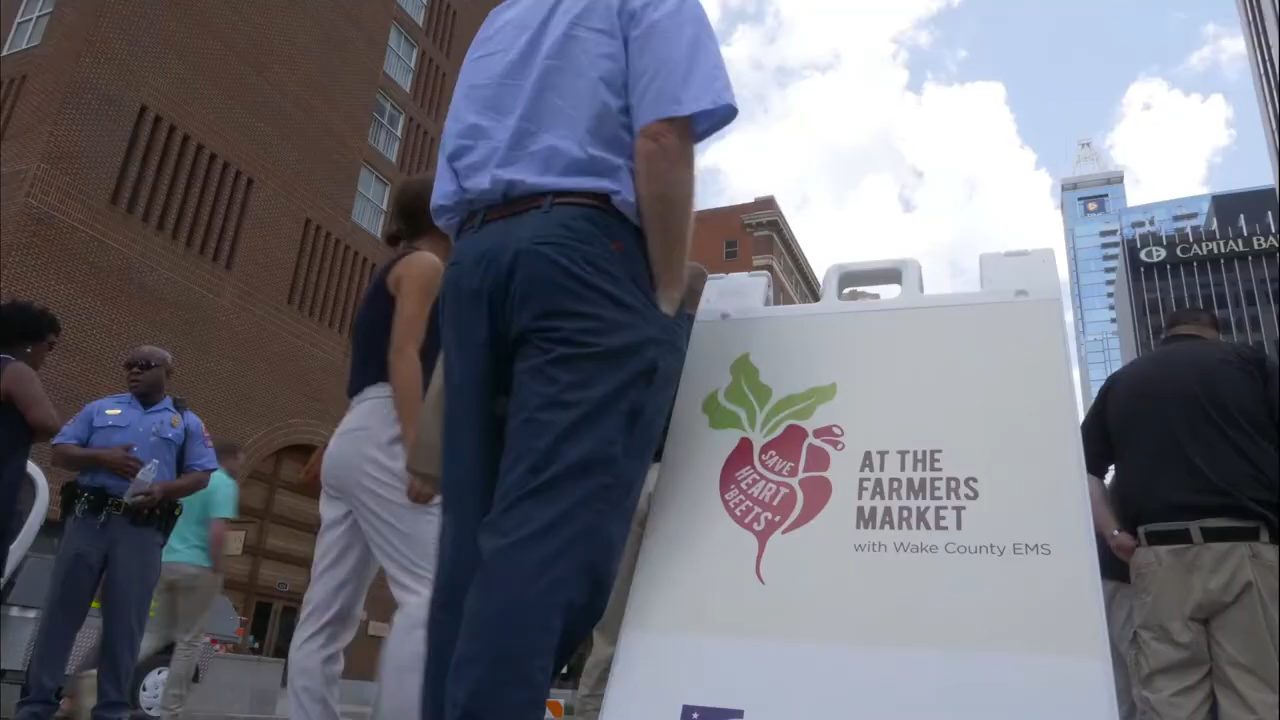 CAPITAL BA
SAVE
HEART
'BEETS'
AT THE
FARMERS
MARKET
with Wake County EMS